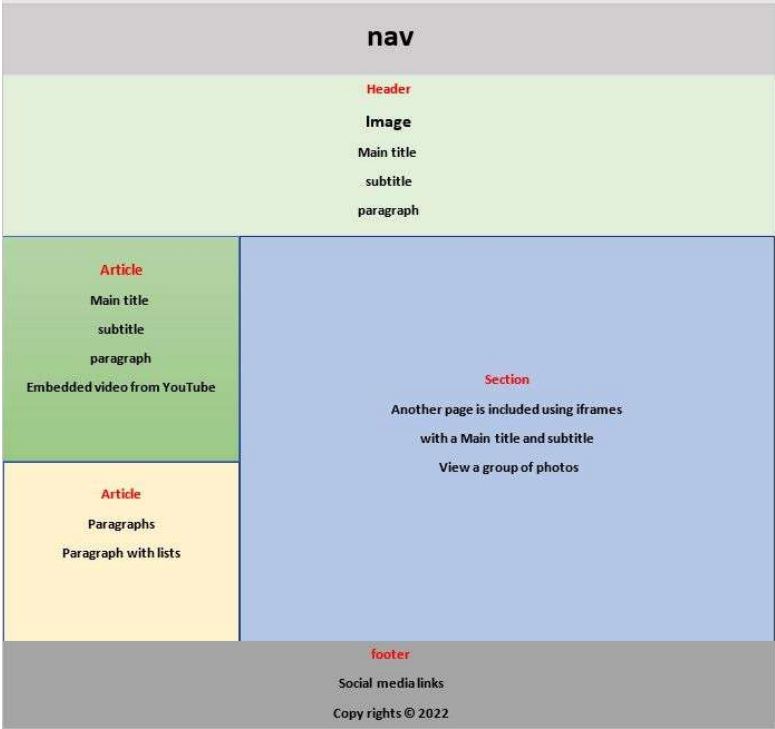 nav
Header
Image
Main title
subtitle
paragraph
Article
Main title
subtitle
paragraph
Embedded video from YouTube
Article
Paragraphs
Paragraph with lists
Section
Another page is included using iframes
with a Main title and subtitle
View a group of photos
footer
Social media links
Copy rights © 2022